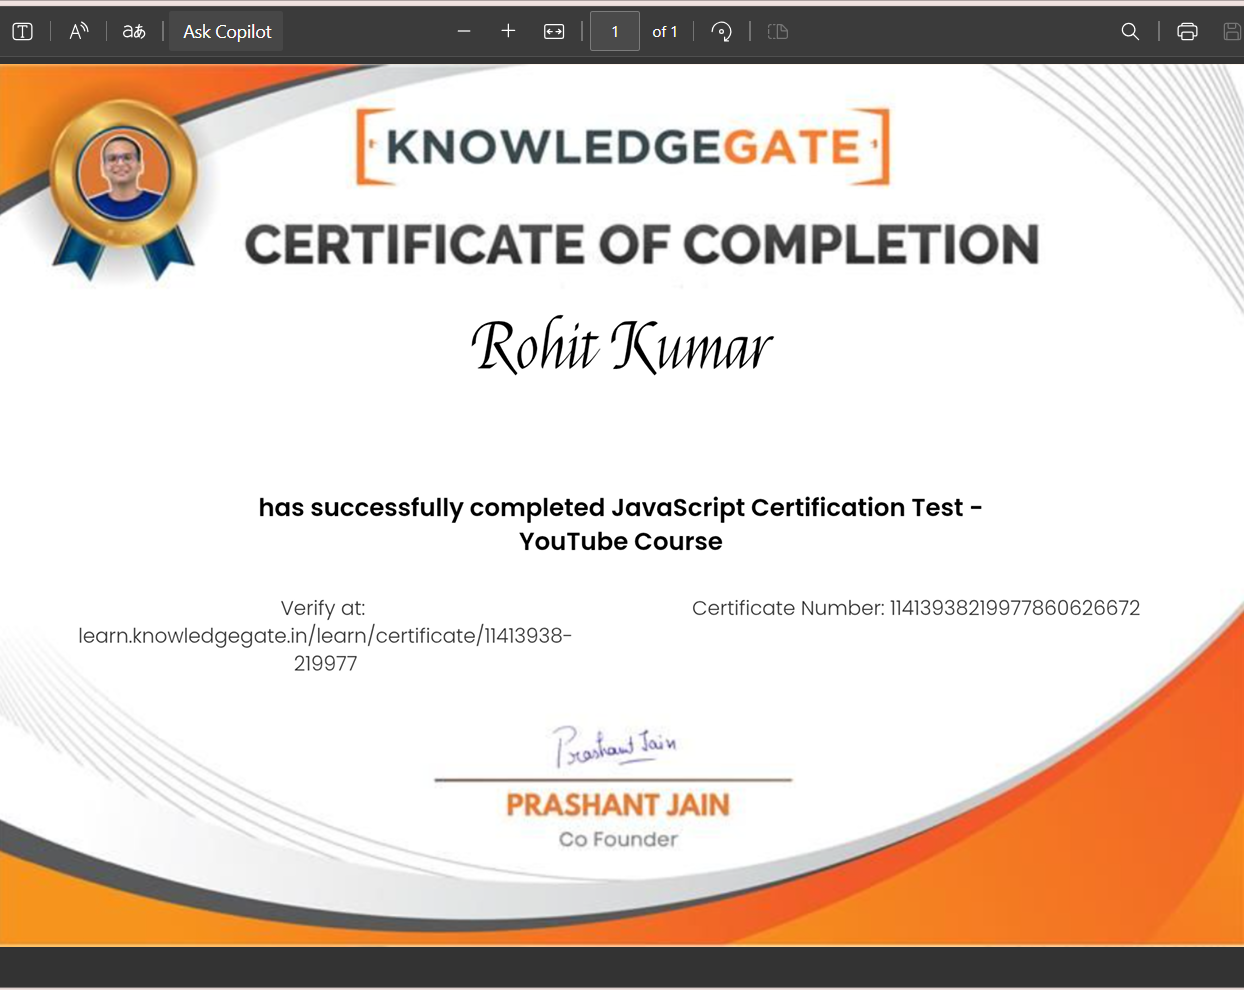 Ask Copilot
1 of 1
KNOWLEDGEGATE
CERTIFICATE OF COMPLETION
Rohit Kumar
has successfully completed JavaScript Certification Test -
YouTube Course
Verify at:
learn.knowledgegate.in/learn/certificate/11413938-
219977
Certificate Number: 11413938219977860626672
Prashant Jain
PRASHANT JAIN
Co Founder